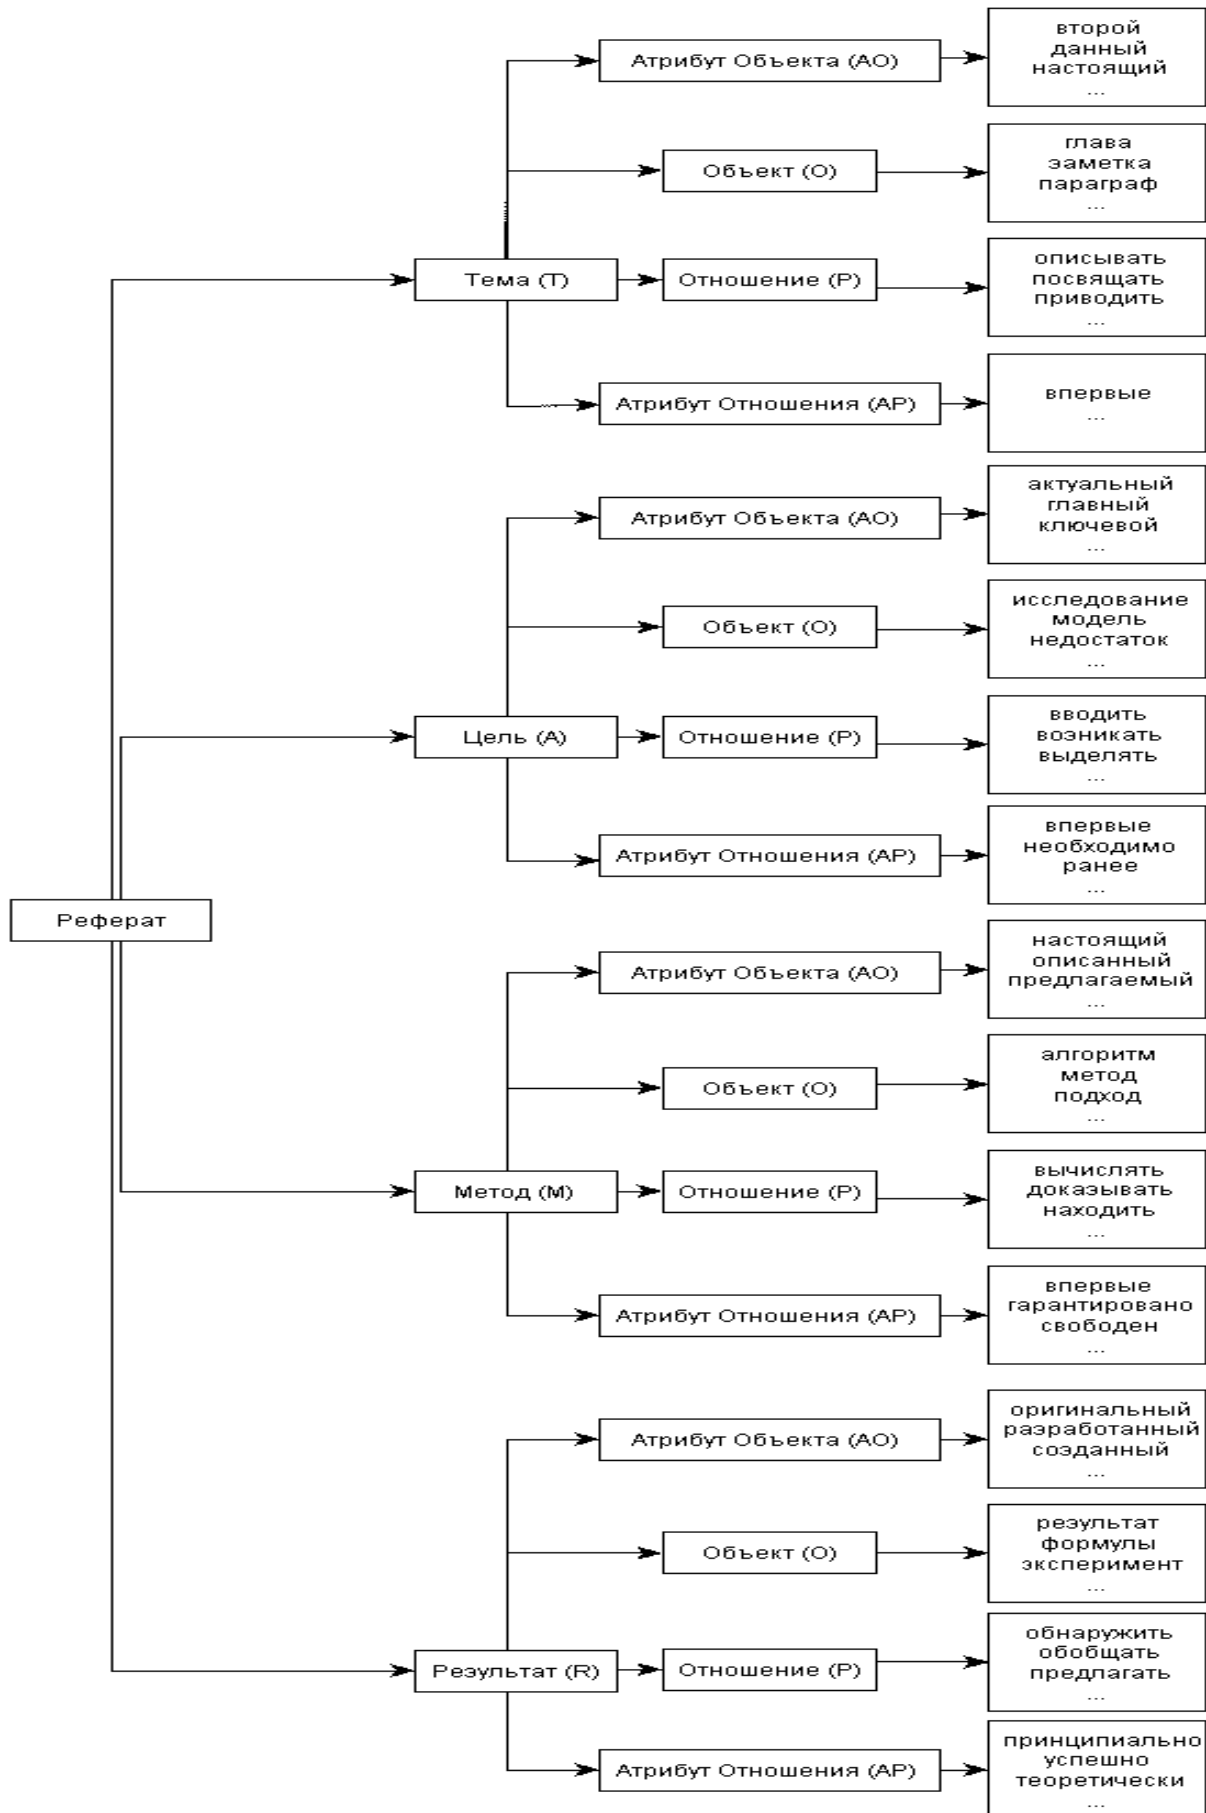 второй
данный
настоящий
...
Атрибут Объекта (АО)
глава
заметка
параграф
...
Объект (О)
описывать
посвящать
приводить
...
Тема (Т)
Отношение (Р)
впервые
...
Атрибут Отношения (АР)
актуальный
главный
ключевой
...
Атрибут Объекта (АО)
исследование
модель
недостаток
...
Объект (О)
вводить
возникать
выделять
...
Цель (А)
Отношение (Р)
впервые
необходимо
ранее
...
Атрибут Отношения (АР)
Реферат
настоящий
описанный
предлагаемый
...
Атрибут Объекта (АО)
алгоритм
метод
подход
...
Объект (О)
вычислять
доказывать
находить
...
Метод (М)
Отношение (Р)
впервые
гарантировано
свободен
...
Атрибут Отношения (АР)
оригинальный
разработанный
созданный
...
Атрибут Объекта (АО)
результат
формулы
эксперимент
...
Объект (О)
обнаружить
обобщать
предлагать
...
Результат (R)
Отношение (Р)
принципиально
успешно
теоретически
...
Атрибут Отношения (АР)